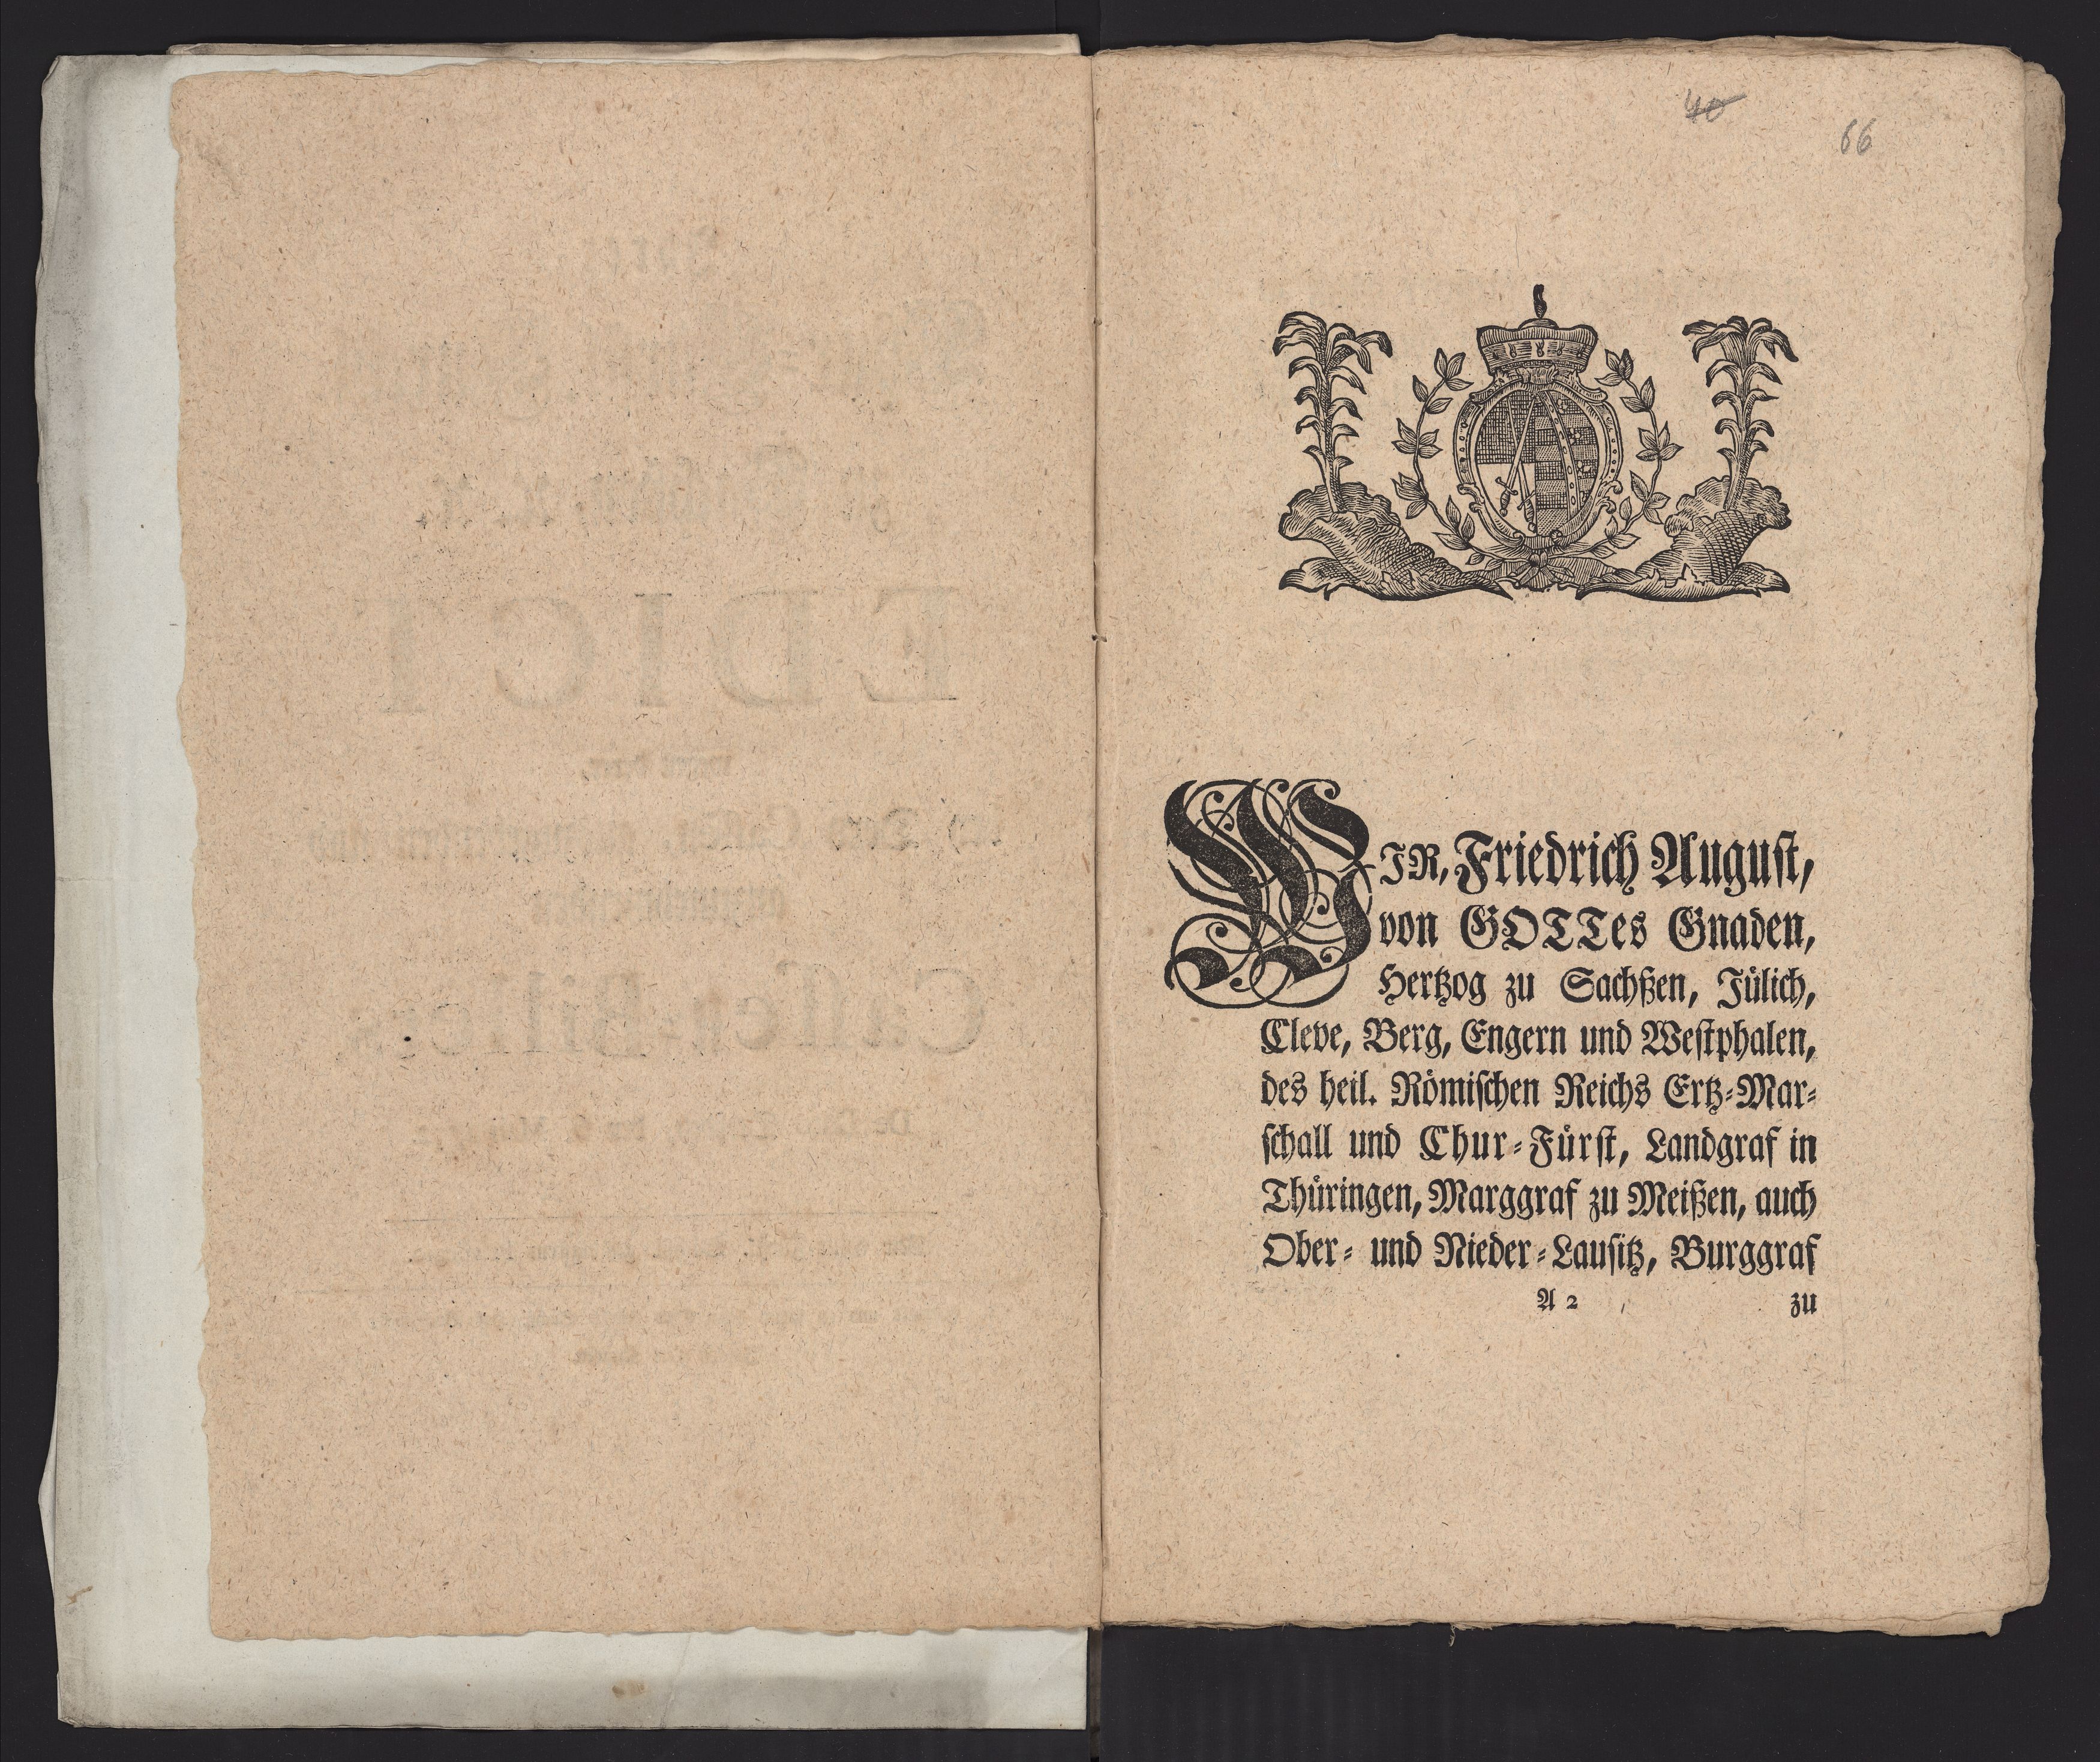 40
66
WJR, Friedrich August,
von GOTTes Gnaden,
Hertzog zu Sachßen, Jülich,
Cleve, Berg, Engern und Westphalen,
des heil. Römischen Reichs Ertz-Mar-
schall und Chur-Fürst, Landgraf in
Thüringen, Marggraf zu Meißen, auch
Ober- und Nieder-Lausitz, Burggraf
A 2 zu